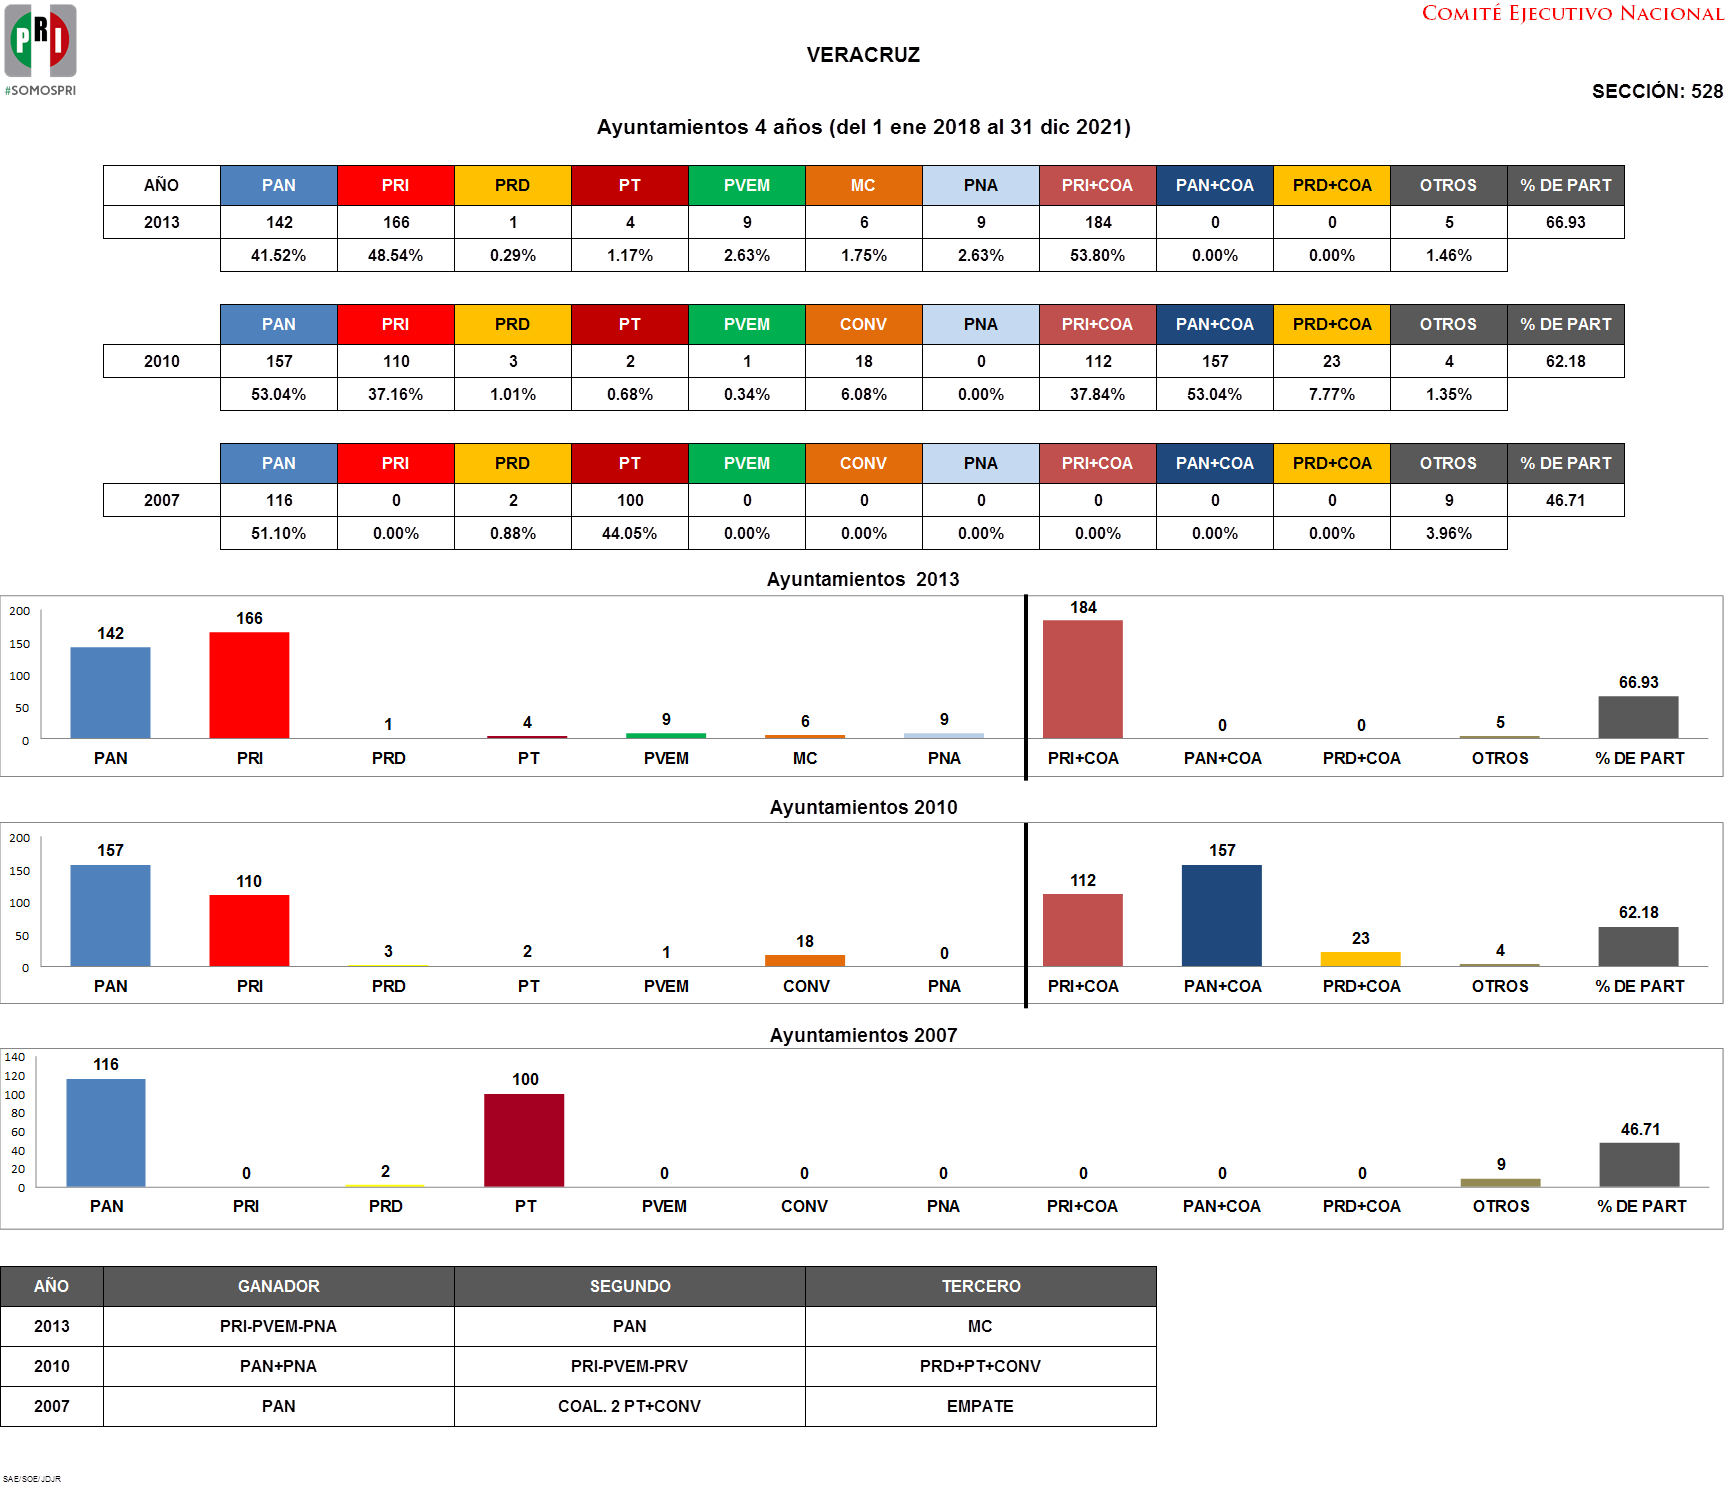 PRI
#SOMOSPRI
COMITÉ EJECUTIVO NACIONAL
VERACRUZ
SECCIÓN: 528
Ayuntamientos 4 años (del 1 ene 2018 al 31 dic 2021)
AÑO PAN PRI PRD PT PVEM MC PNA PRI+COA PAN+COA PRD+COA OTROS % DE PART
2013 142 166 1 4 9 6 9 184 0 0 5 66.93
41.52% 48.54% 0.29% 1.17% 2.63% 1.75% 2.63% 53.80% 0.00% 0.00% 1.46%
PAN PRI PRD PT PVEM CONV PNA PRI+COA PAN+COA PRD+COA OTROS % DE PART
2010 157 110 3 2 1 18 0 112 157 23 4 62.18
53.04% 37.16% 1.01% 0.68% 0.34% 6.08% 0.00% 37.84% 53.04% 7.77% 1.35%
PAN PRI PRD PT PVEM CONV PNA PRI+COA PAN+COA PRD+COA OTROS % DE PART
2007 116 0 2 100 0 0 0 0 0 0 9 46.71
51.10% 0.00% 0.88% 44.05% 0.00% 0.00% 0.00% 0.00% 0.00% 0.00% 3.96%
Ayuntamientos 2013
200
150
100
50
0
142 166 1 4 9 6 9 184 0 0 5 66.93
PAN PRI PRD PT PVEM MC PNA PRI+COA PAN+COA PRD+COA OTROS % DE PART
Ayuntamientos 2010
200
150
100
50
0
157 110 3 2 1 18 0 112 157 23 4 62.18
PAN PRI PRD PT PVEM CONV PNA PRI+COA PAN+COA PRD+COA OTROS % DE PART
Ayuntamientos 2007
140
120
100
80
60
40
20
0
116 0 2 100 0 0 0 0 0 0 9 46.71
PAN PRI PRD PT PVEM CONV PNA PRI+COA PAN+COA PRD+COA OTROS % DE PART
AÑO GANADOR SEGUNDO TERCERO
2013 PRI-PVEM-PNA PAN MC
2010 PAN+PNA PRI-PVEM-PRV PRD+PT+CONV
2007 PAN COAL. 2 PT+CONV EMPATE
SAE/SOE/JDJR